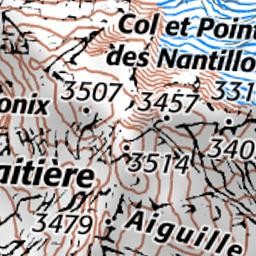 Col et Point
des Nantillo
3507
3457
331
onix
340
3514
aitière
3479
Aiguille